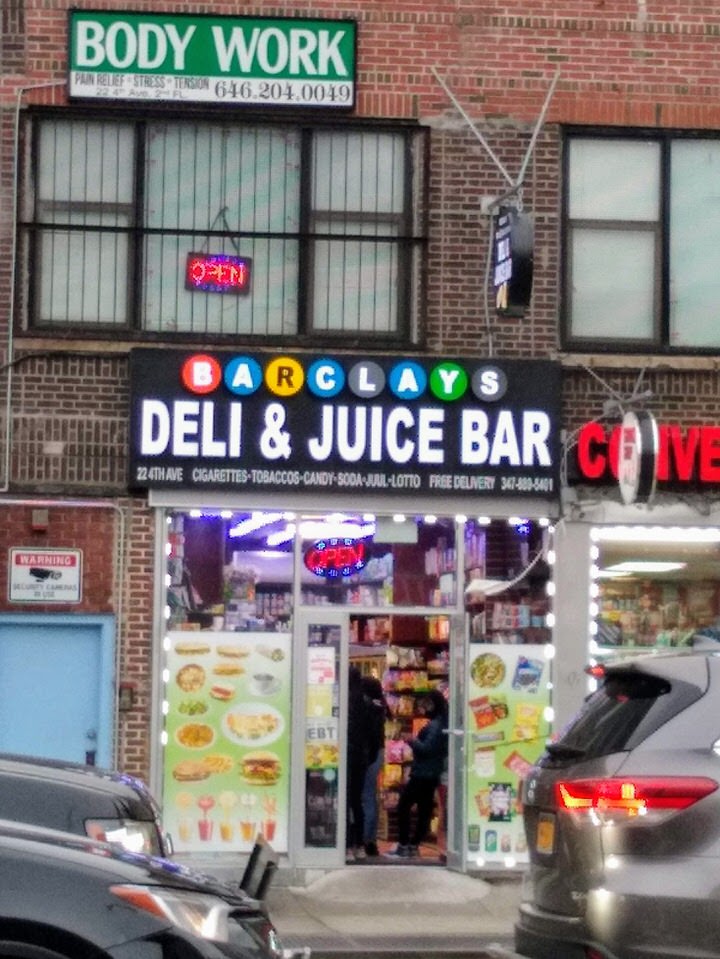 BODY WORK
PAIN RELIEF * STRESS * TENSION
22 4th Ave. 2nd FL. 646.204.0049
OPEN
BARCLAYS
DELI & JUICE BAR
22 4TH AVE CIGARETTES-TOBACCOS-CANDY-SODA-JUUL-LOTTO FREE DELIVERY 347-889-5401
CONVE
OPEN
WARNING
SECURITY CAMERAS
IN USE
EBT